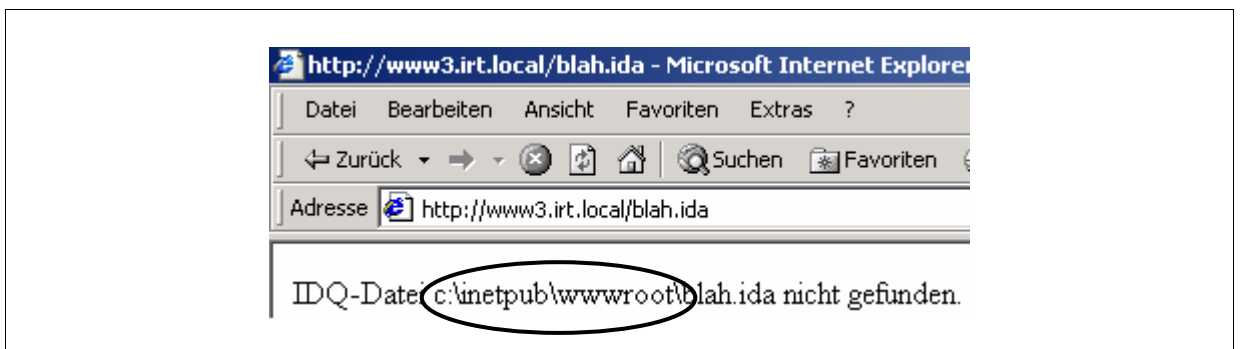 http://www3.irt.local/blah.ida - Microsoft Internet Explorer
Datei Bearbeiten Ansicht Favoriten Extras ?
Zurück Suchen Favoriten
Adresse http://www3.irt.local/blah.ida
IDQ-Datei c:\inetpub\wwwroot\blah.ida nicht gefunden.